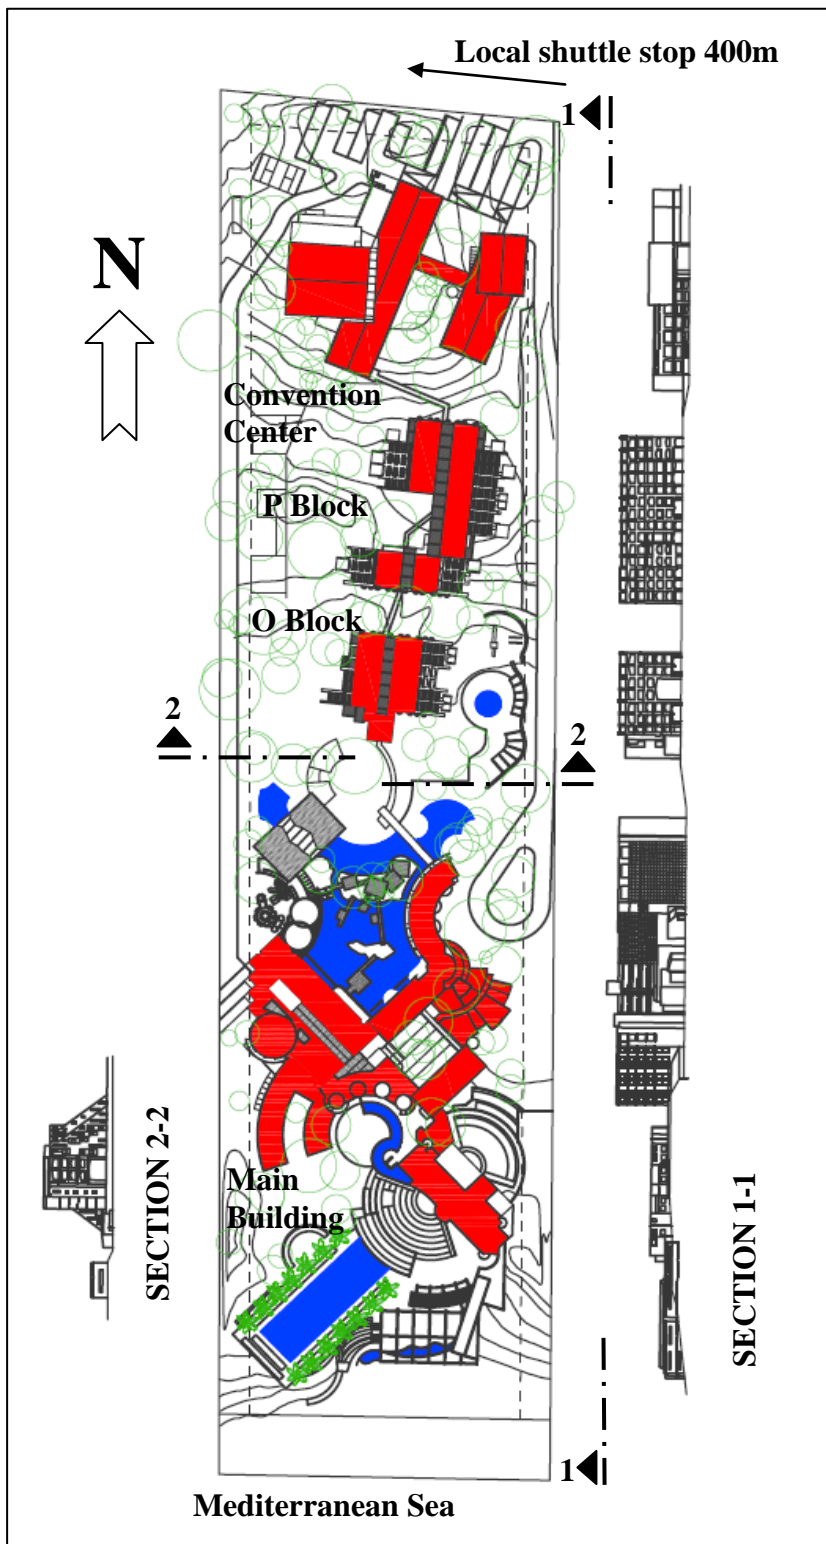 Local shuttle stop 400m
1
N
Convention
Center
P Block
O Block
2
2
Main
Building
SECTION 2-2
SECTION 1-1
1
Mediterranean Sea